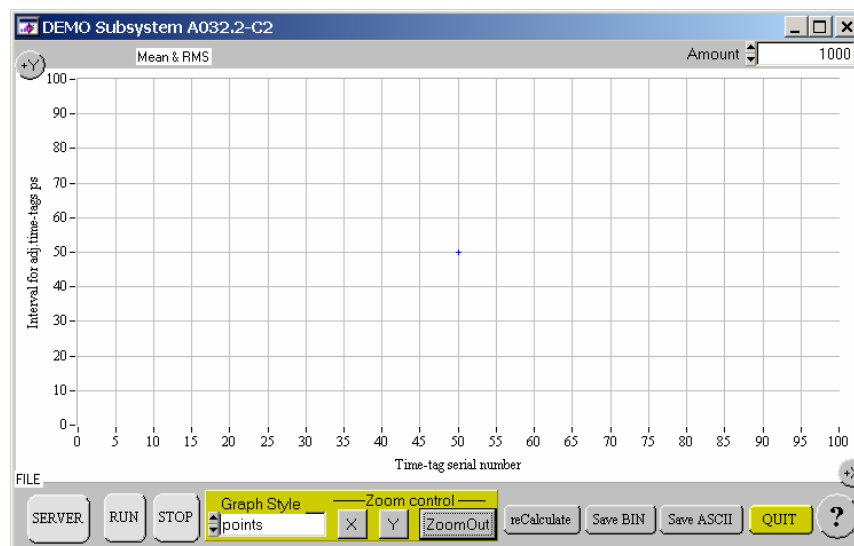 DEMO Subsystem A032.2-C2
+Y
Mean & RMS
Amount 1000
100
90
80
70
60
50
40
30
20
10
0
Interval for adj.time-tags ps
0 5 10 15 20 25 30 35 40 45 50 55 60 65 70 75 80 85 90 95 100
Time-tag serial number
+X
FILE
SERVER
RUN
STOP
Graph Style
points
Zoom control
X
Y
ZoomOut
reCalculate
Save BIN
Save ASCII
QUIT
?